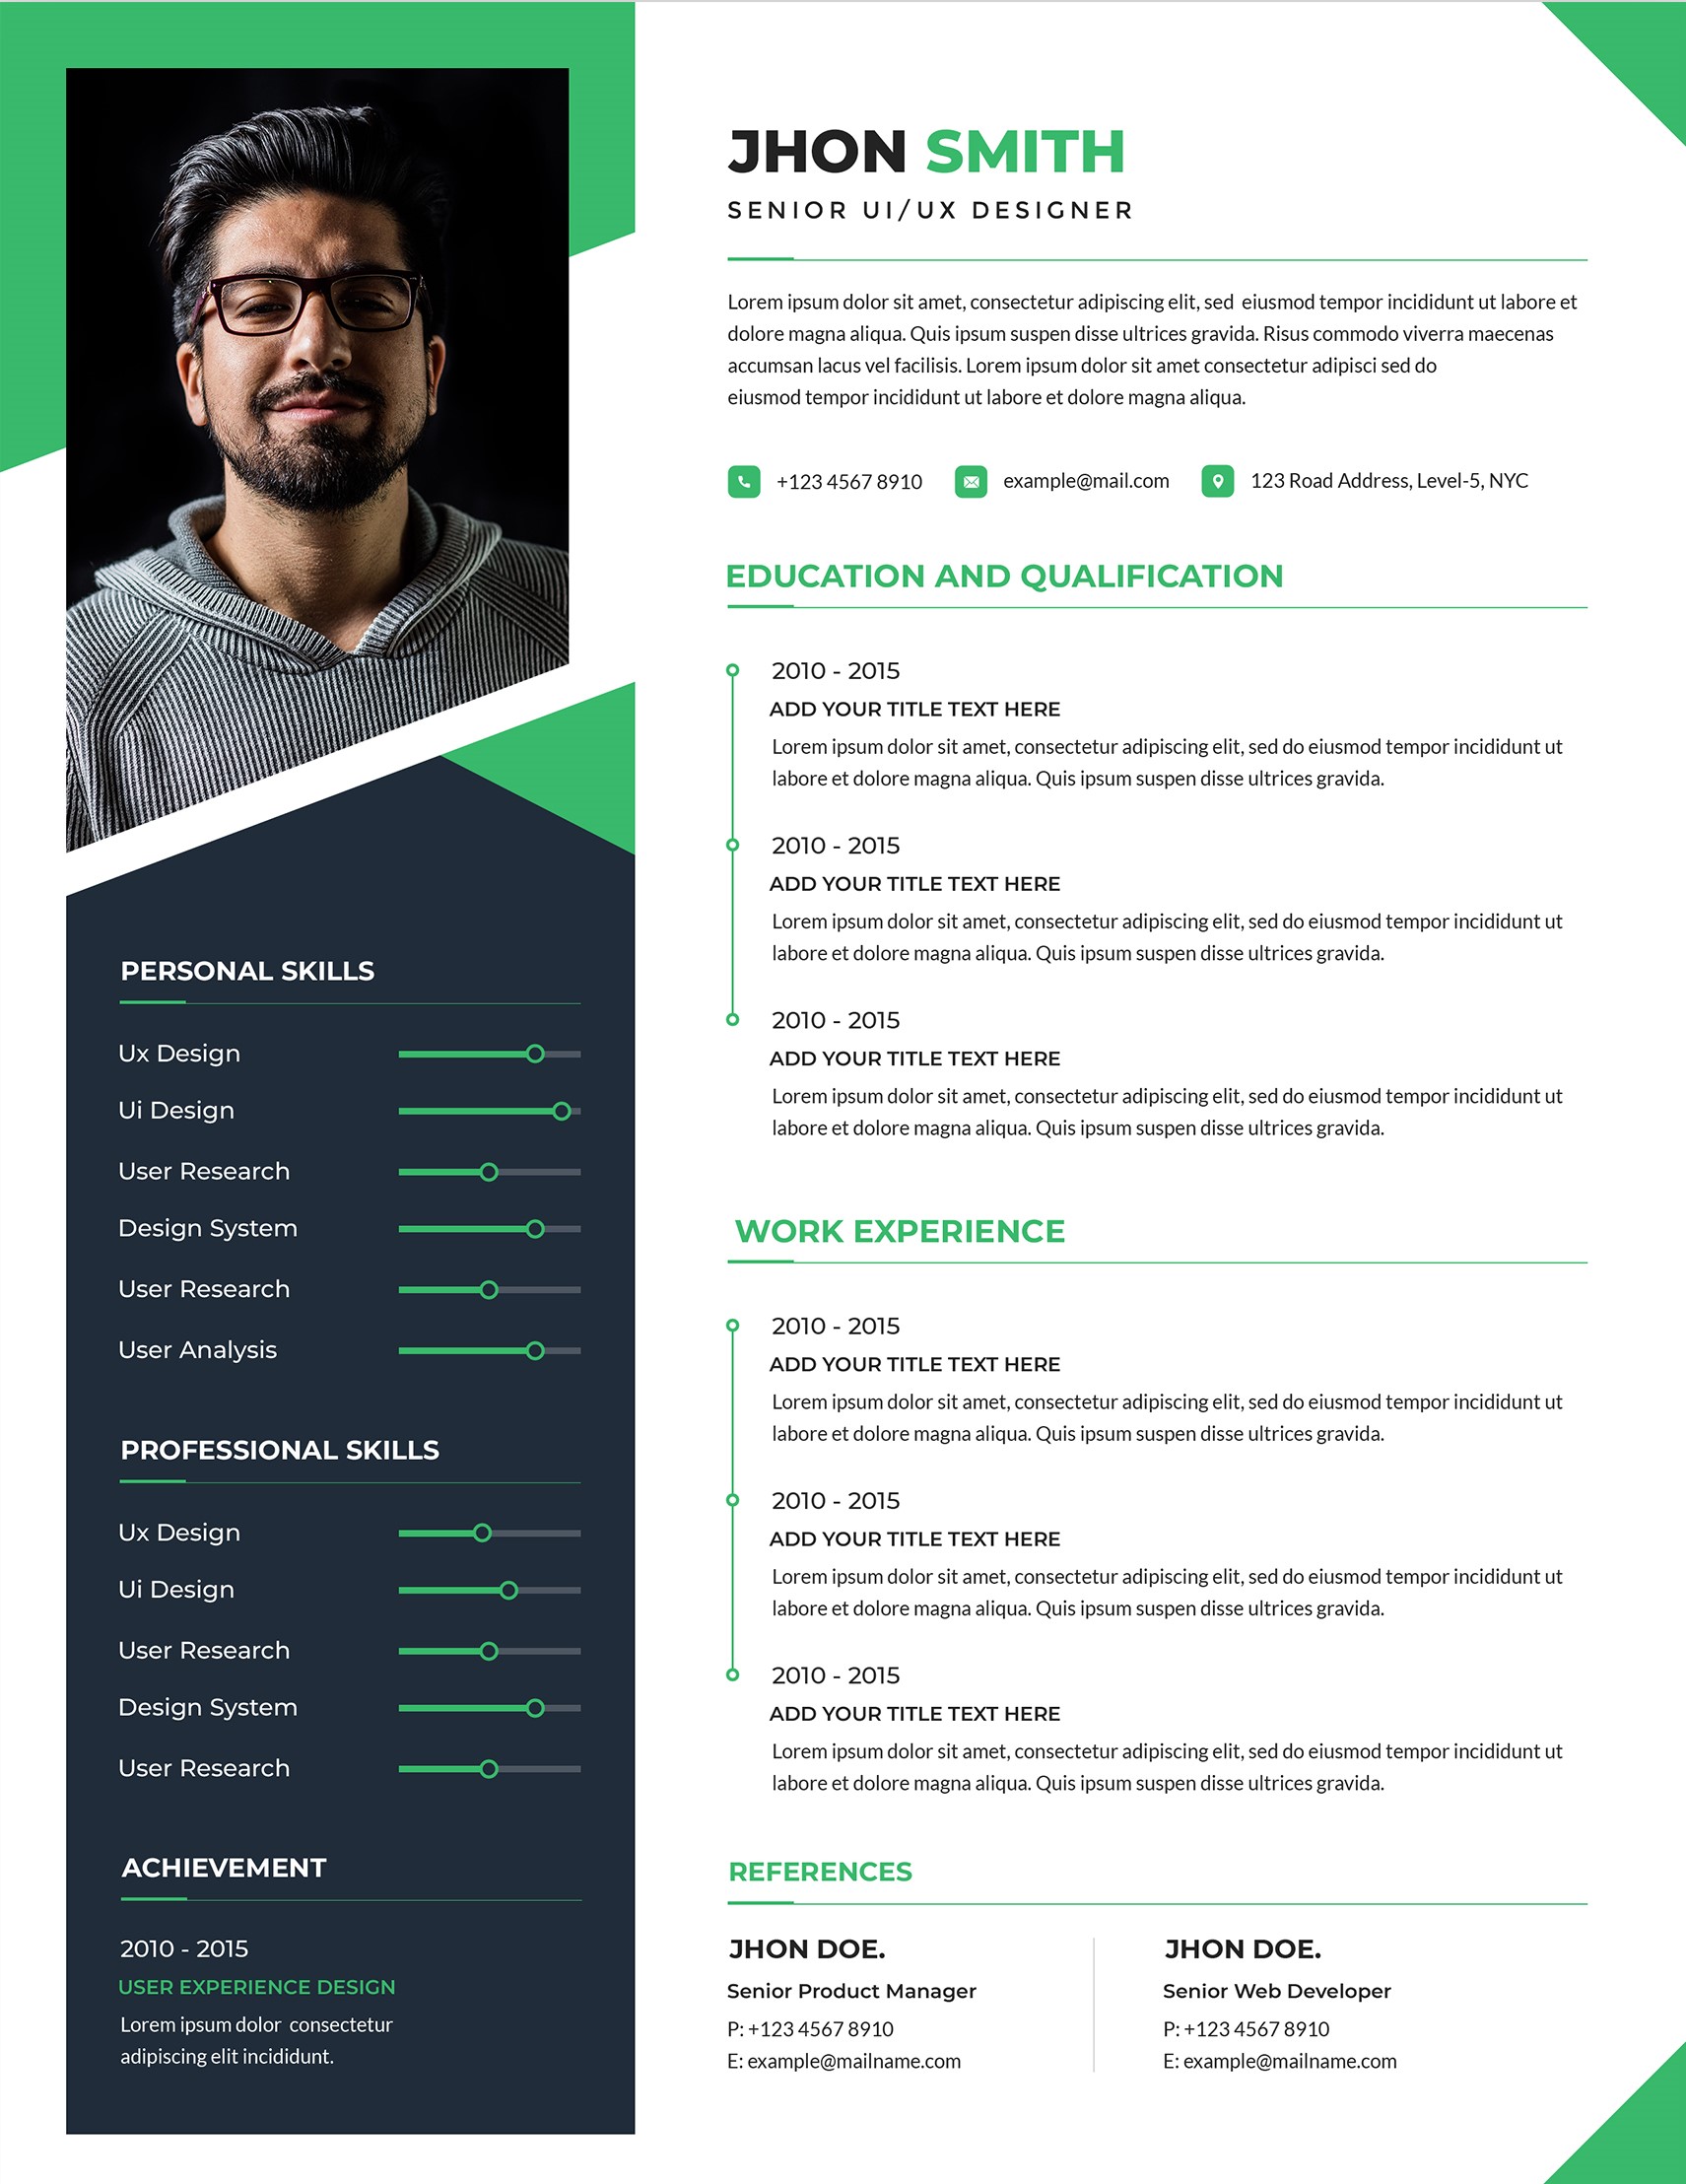 JHON SMITH
SENIOR UI/UX DESIGNER
Lorem ipsum dolor sit amet, consectetur adipiscing elit, sed  eiusmod tempor incididunt ut labore et
dolore magna aliqua. Quis ipsum suspen disse ultrices gravida. Risus commodo viverra maecenas
accumsan lacus vel facilisis. Lorem ipsum dolor sit amet consectetur adipisci sed do
eiusmod tempor incididunt ut labore et dolore magna aliqua.
+123 4567 8910 example@mail.com 123 Road Address, Level-5, NYC
EDUCATION AND QUALIFICATION
2010 - 2015
ADD YOUR TITLE TEXT HERE
Lorem ipsum dolor sit amet, consectetur adipiscing elit, sed do eiusmod tempor incididunt ut
labore et dolore magna aliqua. Quis ipsum suspen disse ultrices gravida.
2010 - 2015
ADD YOUR TITLE TEXT HERE
Lorem ipsum dolor sit amet, consectetur adipiscing elit, sed do eiusmod tempor incididunt ut
labore et dolore magna aliqua. Quis ipsum suspen disse ultrices gravida.
2010 - 2015
ADD YOUR TITLE TEXT HERE
Lorem ipsum dolor sit amet, consectetur adipiscing elit, sed do eiusmod tempor incididunt ut
labore et dolore magna aliqua. Quis ipsum suspen disse ultrices gravida.
WORK EXPERIENCE
2010 - 2015
ADD YOUR TITLE TEXT HERE
Lorem ipsum dolor sit amet, consectetur adipiscing elit, sed do eiusmod tempor incididunt ut
labore et dolore magna aliqua. Quis ipsum suspen disse ultrices gravida.
2010 - 2015
ADD YOUR TITLE TEXT HERE
Lorem ipsum dolor sit amet, consectetur adipiscing elit, sed do eiusmod tempor incididunt ut
labore et dolore magna aliqua. Quis ipsum suspen disse ultrices gravida.
2010 - 2015
ADD YOUR TITLE TEXT HERE
Lorem ipsum dolor sit amet, consectetur adipiscing elit, sed do eiusmod tempor incididunt ut
labore et dolore magna aliqua. Quis ipsum suspen disse ultrices gravida.
REFERENCES
JHON DOE.
Senior Product Manager
P: +123 4567 8910
E: example@mailname.com
JHON DOE.
Senior Web Developer
P: +123 4567 8910
E: example@mailname.com
PERSONAL SKILLS
Ux Design
Ui Design
User Research
Design System
User Research
User Analysis
PROFESSIONAL SKILLS
Ux Design
Ui Design
User Research
Design System
User Research
ACHIEVEMENT
2010 - 2015
USER EXPERIENCE DESIGN
Lorem ipsum dolor  consectetur
adipiscing elit incididunt.